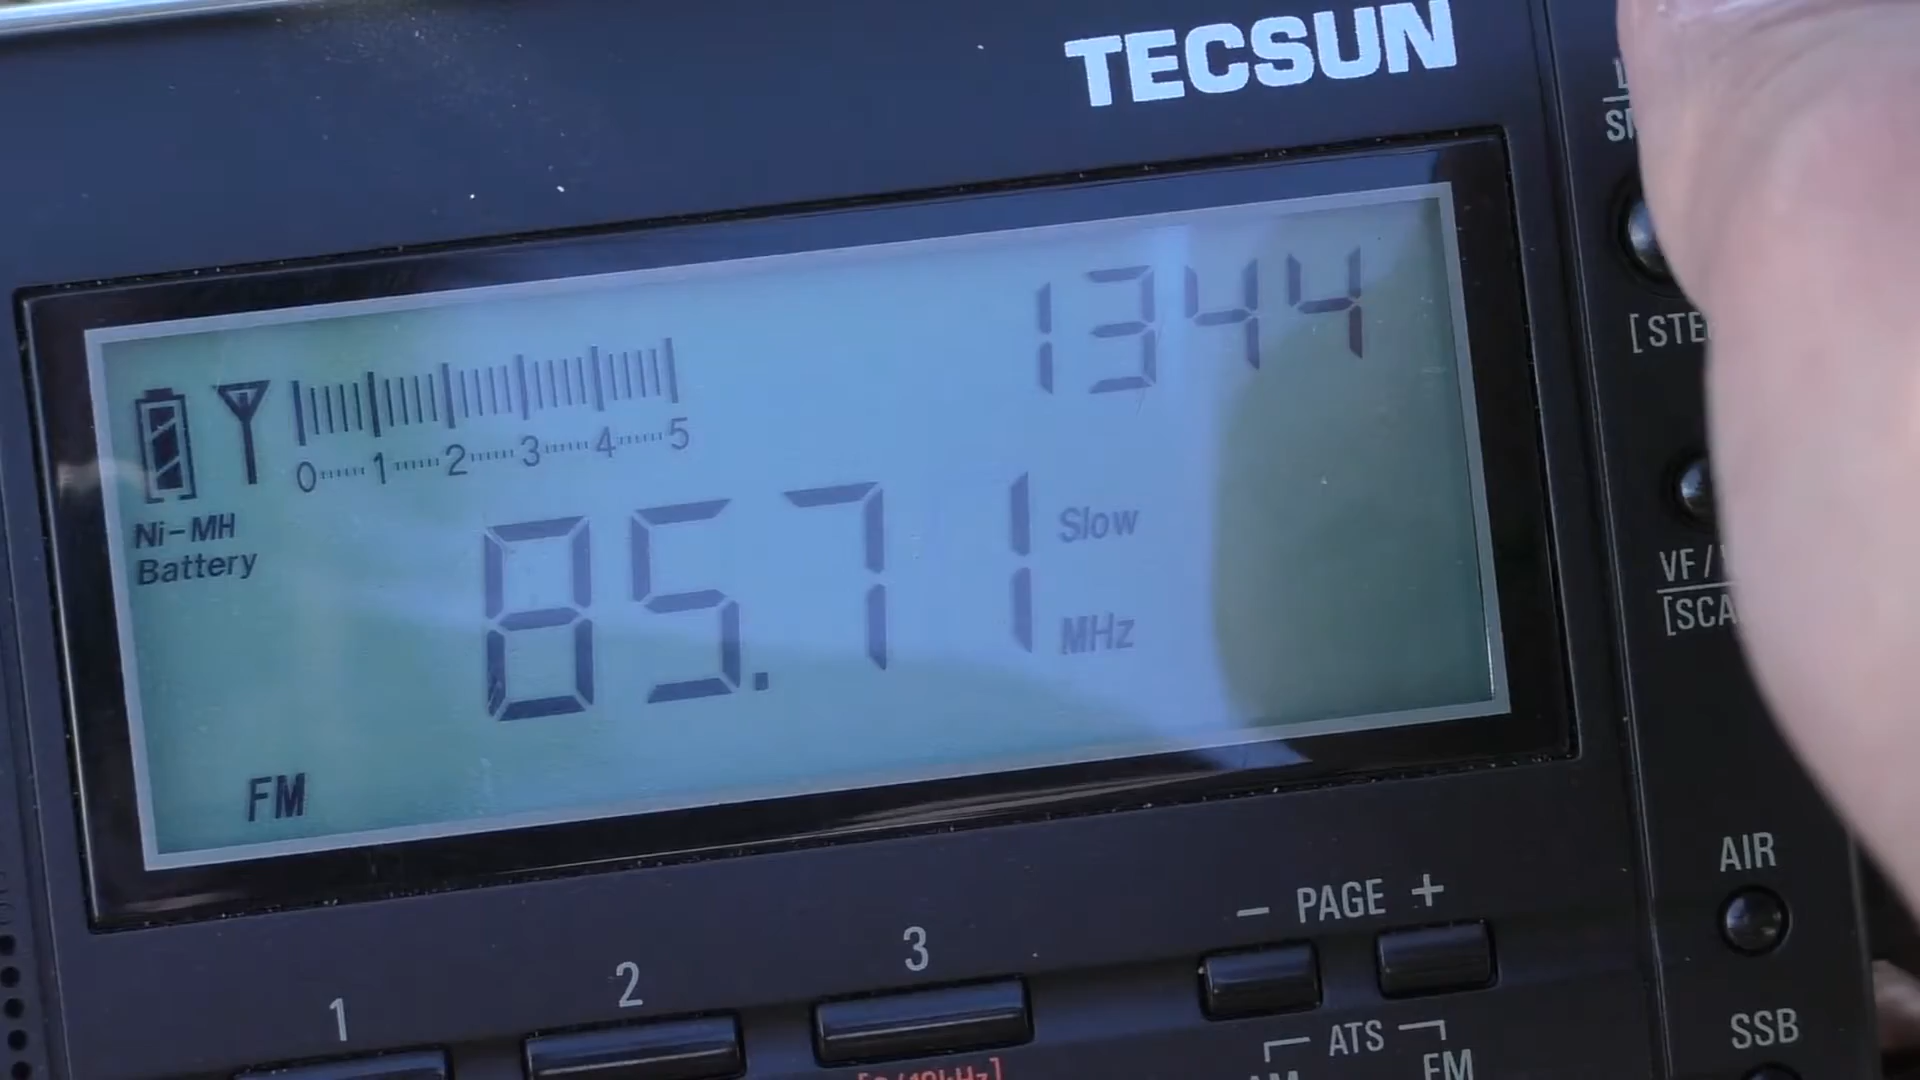 TECSUN
1344
0 1 2 3 4 5
Ni-MH
Battery
85.71
Slow
MHz
FM
[STE
VF/
[SCA
AIR
- PAGE +
1
2
3
ATS
FM
SSB